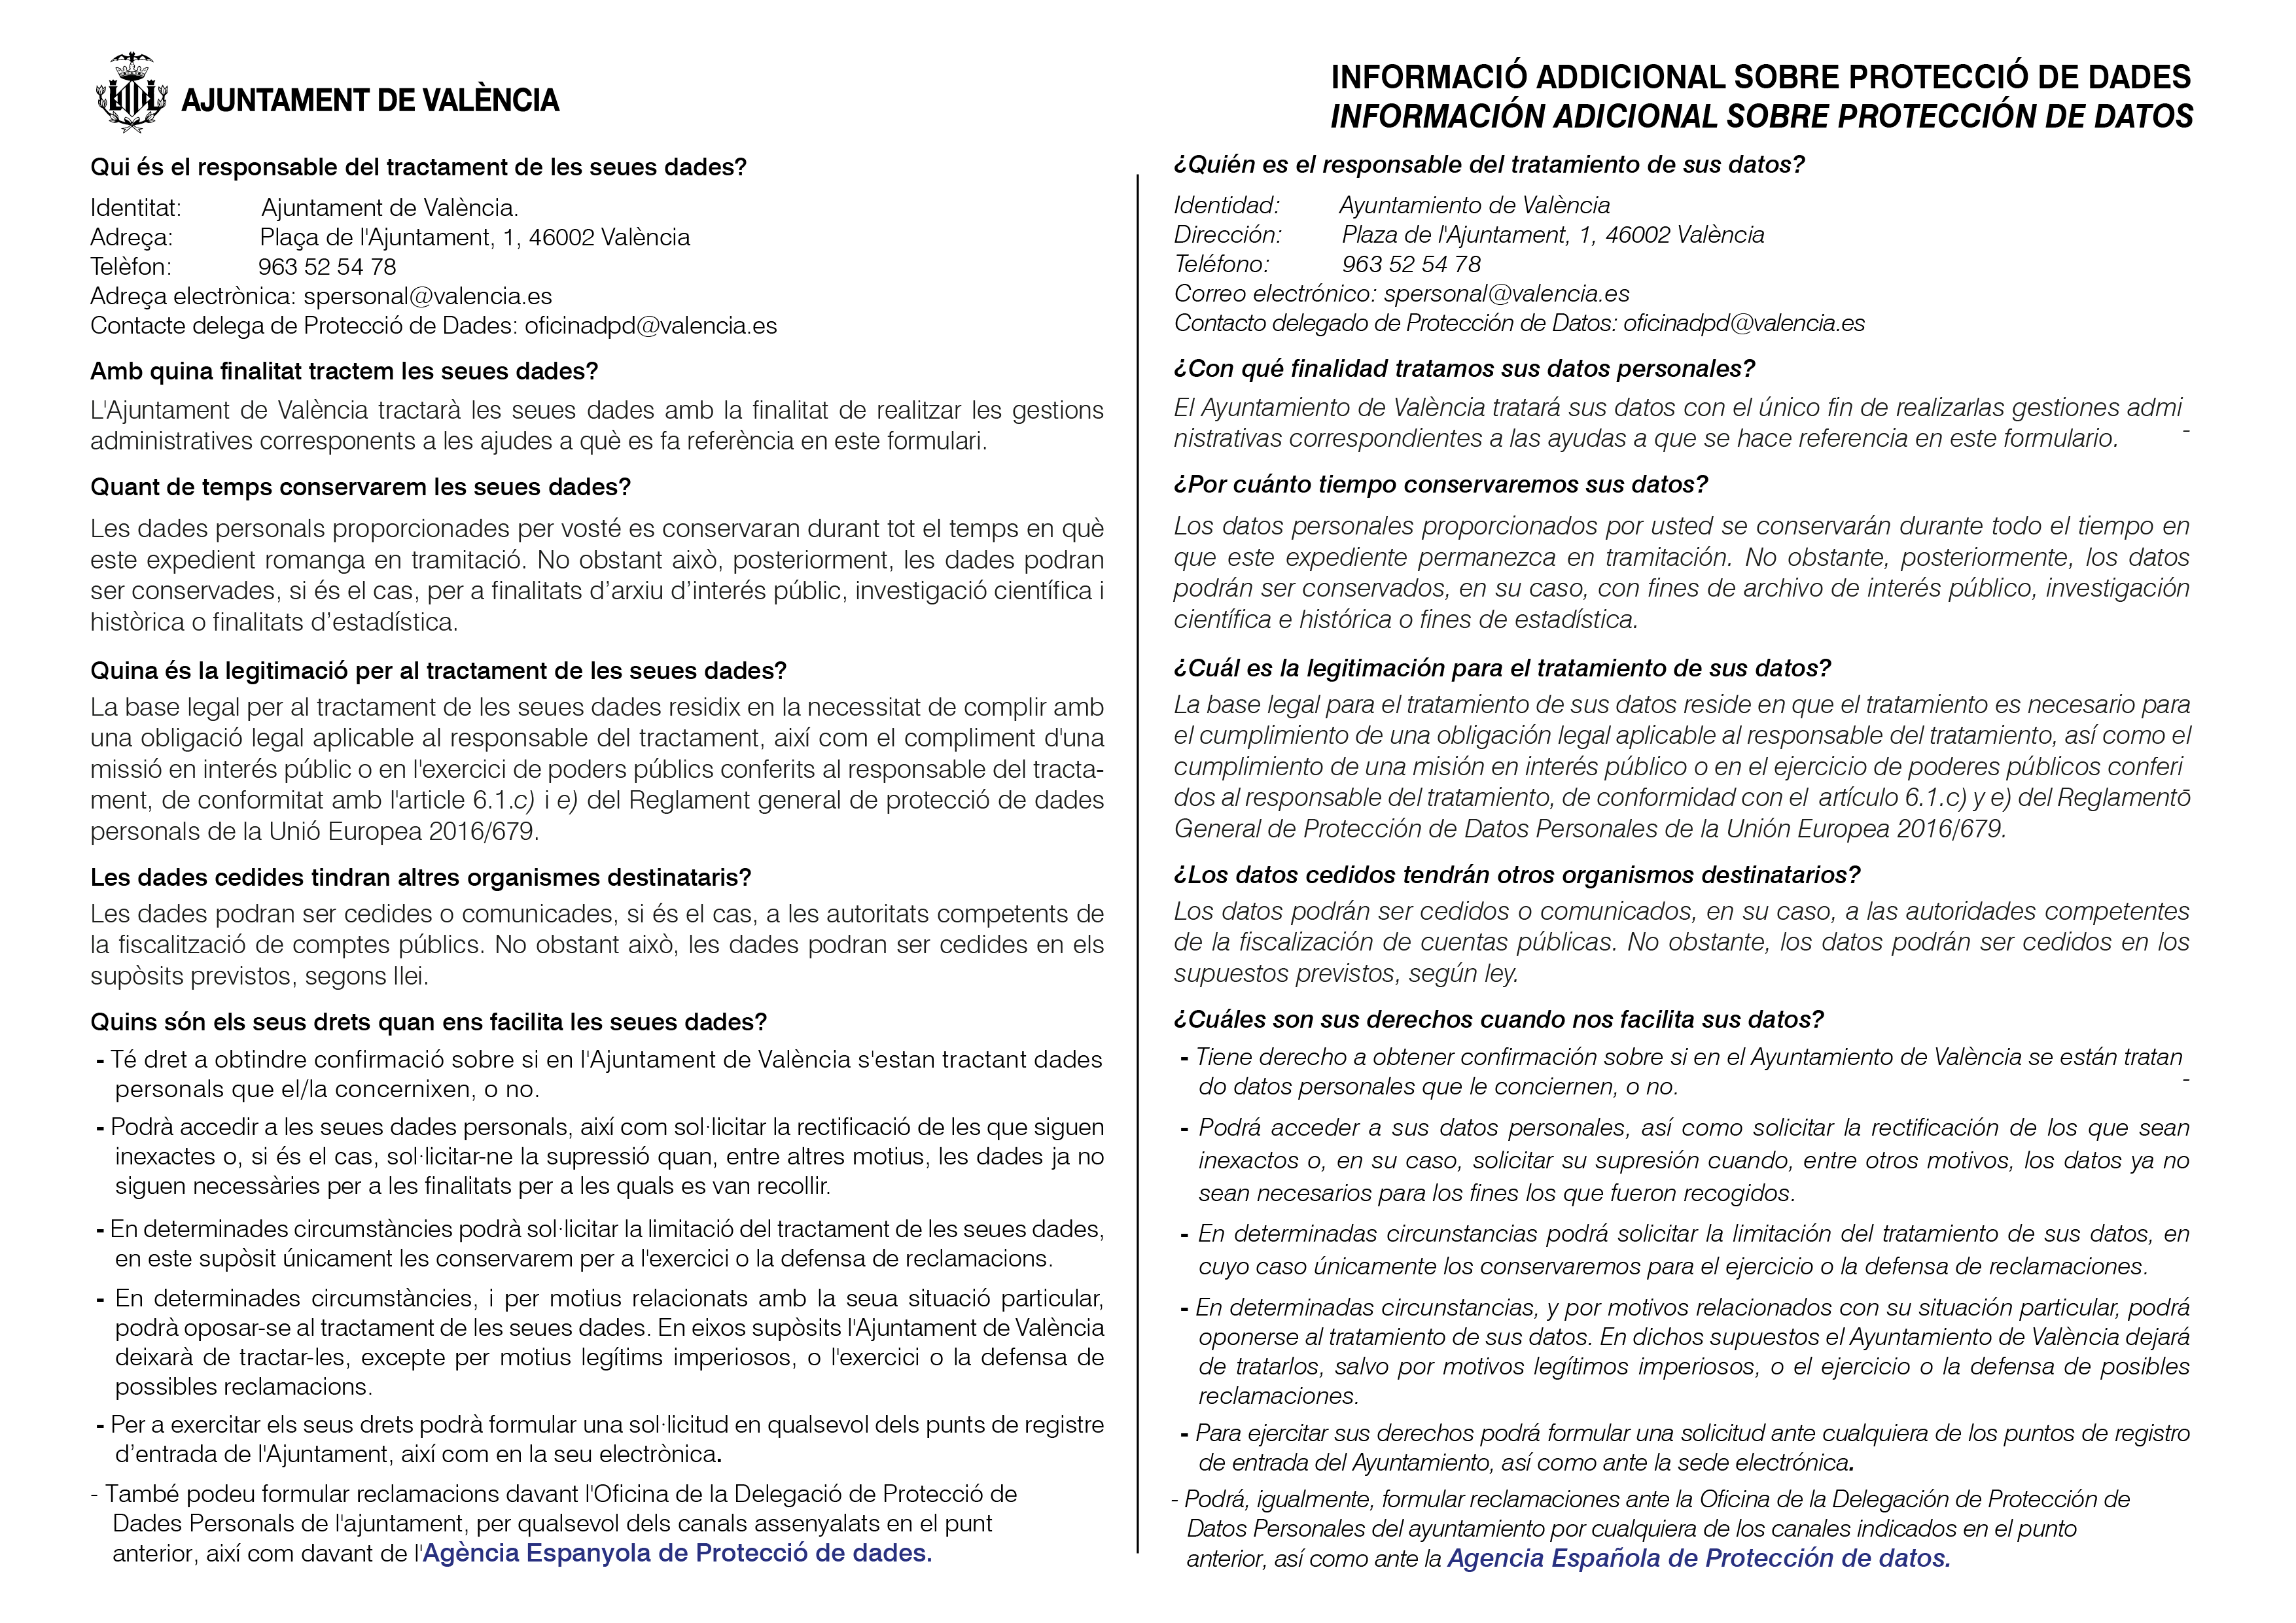 AJUNTAMENT DE VALÈNCIA
INFORMACIÓ ADDICIONAL SOBRE PROTECCIÓ DE DADES
INFORMACIÓN ADICIONAL SOBRE PROTECCIÓN DE DATOS
Qui és el responsable del tractament de les seues dades?
Identitat: Ajuntament de València.
Adreça: Plaça de l'Ajuntament, 1, 46002 València
Telèfon: 963 52 54 78
Adreça electrònica: spersonal@valencia.es
Contacte delega de Protecció de Dades: oficinadpd@valencia.es
Amb quina finalitat tractem les seues dades?
L'Ajuntament de València tractarà les seues dades amb la finalitat de realitzar les gestions
administratives corresponents a les ajudes a què es fa referència en este formulari.
Quant de temps conservarem les seues dades?
Les dades personals proporcionades per vosté es conservaran durant tot el temps en què
este expedient romanga en tramitació. No obstant això, posteriorment, les dades podran
ser conservades, si és el cas, per a finalitats d’arxiu d’interés públic, investigació científica i
històrica o finalitats d’estadística.
Quina és la legitimació per al tractament de les seues dades?
La base legal per al tractament de les seues dades residix en la necessitat de complir amb
una obligació legal aplicable al responsable del tractament, així com el compliment d'una
missió en interés públic o en l'exercici de poders públics conferits al responsable del tracta-
ment, de conformitat amb l'article 6.1.c) i e) del Reglament general de protecció de dades
personals de la Unió Europea 2016/679.
Les dades cedides tindran altres organismes destinataris?
Les dades podran ser cedides o comunicades, si és el cas, a les autoritats competents de
la fiscalització de comptes públics. No obstant això, les dades podran ser cedides en els
supòsits previstos, segons llei.
Quins són els seus drets quan ens facilita les seues dades?
- Té dret a obtindre confirmació sobre si en l'Ajuntament de València s'estan tractant dades
personals que el/la concernixen, o no.
- Podrà accedir a les seues dades personals, així com sol·licitar la rectificació de les que siguen
inexactes o, si és el cas, sol·licitar-ne la supressió quan, entre altres motius, les dades ja no
siguen necessàries per a les finalitats per a les quals es van recollir.
- En determinades circumstàncies podrà sol·licitar la limitació del tractament de les seues dades,
en este supòsit únicament les conservarem per a l'exercici o la defensa de reclamacions.
- En determinades circumstàncies, i per motius relacionats amb la seua situació particular,
podrà oposar-se al tractament de les seues dades. En eixos supòsits l'Ajuntament de València
deixarà de tractar-les, excepte per motius legítims imperiosos, o l'exercici o la defensa de
possibles reclamacions.
- Per a exercitar els seus drets podrà formular una sol·licitud en qualsevol dels punts de registre
d’entrada de l'Ajuntament, així com en la seu electrònica.
- També podeu formular reclamacions davant l'Oficina de la Delegació de Protecció de
Dades Personals de l'ajuntament, per qualsevol dels canals assenyalats en el punt
anterior, així com davant de l'Agència Espanyola de Protecció de dades.
¿Quién es el responsable del tratamiento de sus datos?
Identidad: Ayuntamiento de València
Dirección: Plaza de l'Ajuntament, 1, 46002 València
Teléfono: 963 52 54 78
Correo electrónico: spersonal@valencia.es
Contacto delegado de Protección de Datos: oficinadpd@valencia.es
¿Con qué finalidad tratamos sus datos personales?
El Ayuntamiento de València tratará sus datos con el único fin de realizarlas gestiones admi-
nistrativas correspondientes a las ayudas a que se hace referencia en este formulario.
¿Por cuánto tiempo conservaremos sus datos?
Los datos personales proporcionados por usted se conservarán durante todo el tiempo en
que este expediente permanezca en tramitación. No obstante, posteriormente, los datos
podrán ser conservados, en su caso, con fines de archivo de interés público, investigación
científica e histórica o fines de estadística.
¿Cuál es la legitimación para el tratamiento de sus datos?
La base legal para el tratamiento de sus datos reside en que el tratamiento es necesario para
el cumplimiento de una obligación legal aplicable al responsable del tratamiento, así como el
cumplimiento de una misión en interés público o en el ejercicio de poderes públicos conferi-
dos al responsable del tratamiento, de conformidad con el artículo 6.1.c) y e) del Reglamento
General de Protección de Datos Personales de la Unión Europea 2016/679.
¿Los datos cedidos tendrán otros organismos destinatarios?
Los datos podrán ser cedidos o comunicados, en su caso, a las autoridades competentes
de la fiscalización de cuentas públicas. No obstante, los datos podrán ser cedidos en los
supuestos previstos, según ley.
¿Cuáles son sus derechos cuando nos facilita sus datos?
- Tiene derecho a obtener confirmación sobre si en el Ayuntamiento de València se están tratan-
do datos personales que le conciernen, o no.
- Podrá acceder a sus datos personales, así como solicitar la rectificación de los que sean
inexactos o, en su caso, solicitar su supresión cuando, entre otros motivos, los datos ya no
sean necesarios para los fines los que fueron recogidos.
- En determinadas circunstancias podrá solicitar la limitación del tratamiento de sus datos, en
cuyo caso únicamente los conservaremos para el ejercicio o la defensa de reclamaciones.
- En determinadas circunstancias, y por motivos relacionados con su situación particular, podrá
oponerse al tratamiento de sus datos. En dichos supuestos el Ayuntamiento de València dejará
de tratarlos, salvo por motivos legítimos imperiosos, o el ejercicio o la defensa de posibles
reclamaciones.
- Para ejercitar sus derechos podrá formular una solicitud ante cualquiera de los puntos de registro
de entrada del Ayuntamiento, así como ante la sede electrónica.
- Podrá, igualmente, formular reclamaciones ante la Oficina de la Delegación de Protección de
Datos Personales del ayuntamiento por cualquiera de los canales indicados en el punto
anterior, así como ante la Agencia Española de Protección de datos.